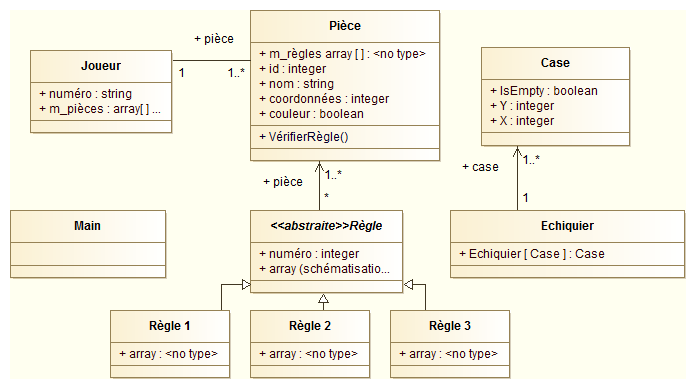 Pièce
+ m_règles array [ ] : <no type>
+ id : integer
+ nom : string
+ coordonnées : integer
+ couleur : boolean
+ VérifierRègle()
Joueur
+ numéro : string
+ m_pièces : array[ ] ...
+ pièce
1
1..*
Case
+ IsEmpty : boolean
+ Y : integer
+ X : integer
+ case
1..*
1
+ pièce
1..*
*
Main
<<abstraite>>Règle
+ numéro : integer
+ array (schématisatio...
Echiquier
+ Echiquier [ Case ] : Case
Règle 1
+ array : <no type>
Règle 2
+ array : <no type>
Règle 3
+ array : <no type>